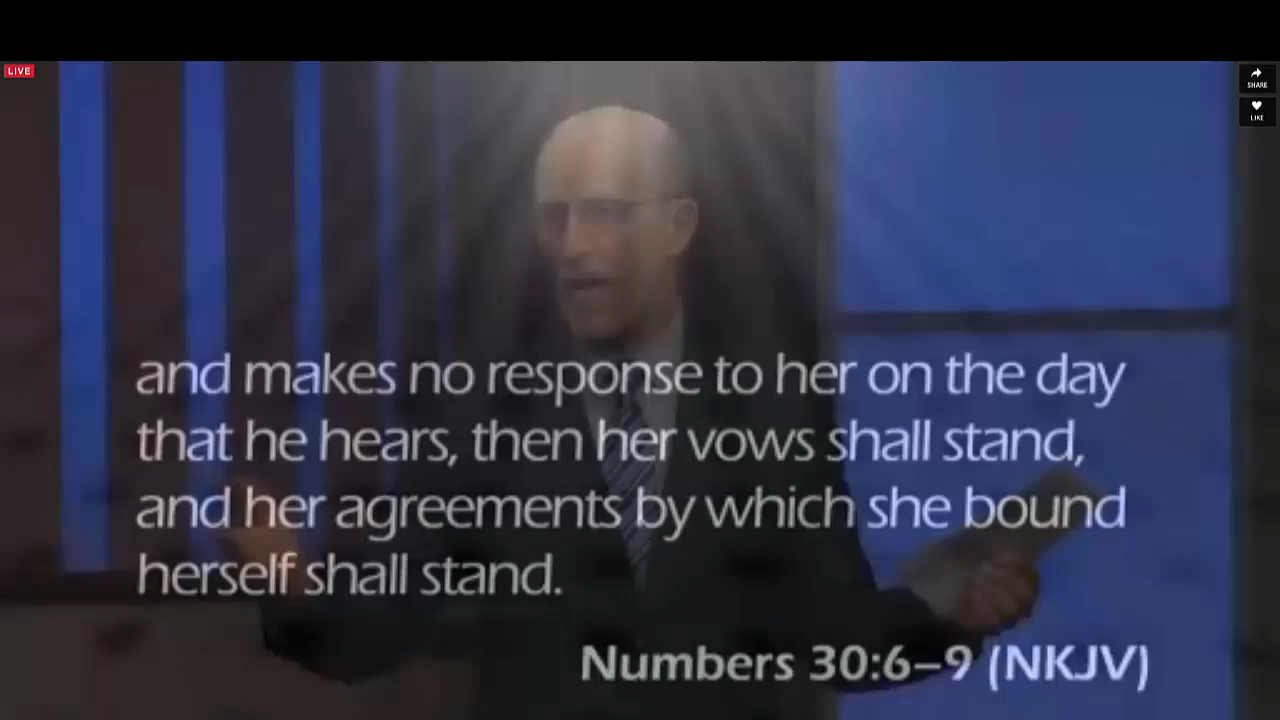 LIVE
SHARE
LIKE
and makes no response to her on the day
that he hears, then her vows shall stand,
and her agreements by which she bound
herself shall stand.
Numbers 30:6–9 (NKJV)